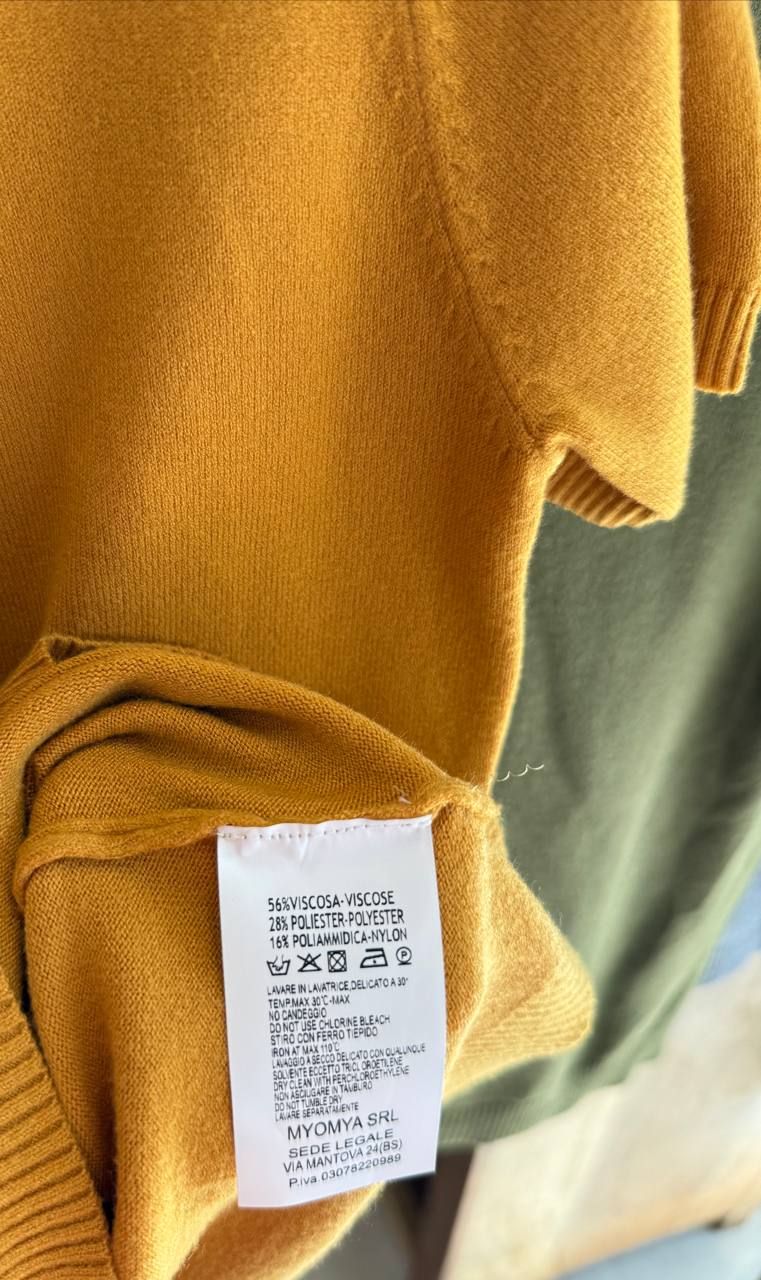 56%VISCOSA-VISCOSE
28% POLIESTER-POLYESTER
16% POLIAMMIDICA-NYLON
LAVARE IN LAVATRICE,DELICATO A 30°
TEMP.MAX 30℃-MAX
NO CANDEGGIO
DO NOT USE CHLORINE BLEACH
STIRO CON FERRO TIEPIDO
IRON AT MAX 110℃
LAVAGGIO A SECCO DELICATO CON QUALUNQUE
SOLVENTE ECCETTO TRICLOROETILENE
DRY CLEAN WITH PERCHLOROETHYLENE
NON ASCIUGARE IN TAMBURO
DO NOT TUMBLE DRY
LAVARE SEPARATAMENTE
MYOMYA SRL
SEDE LEGALE
VIA MANTOVA 24(BS)
P.iva.03078220989